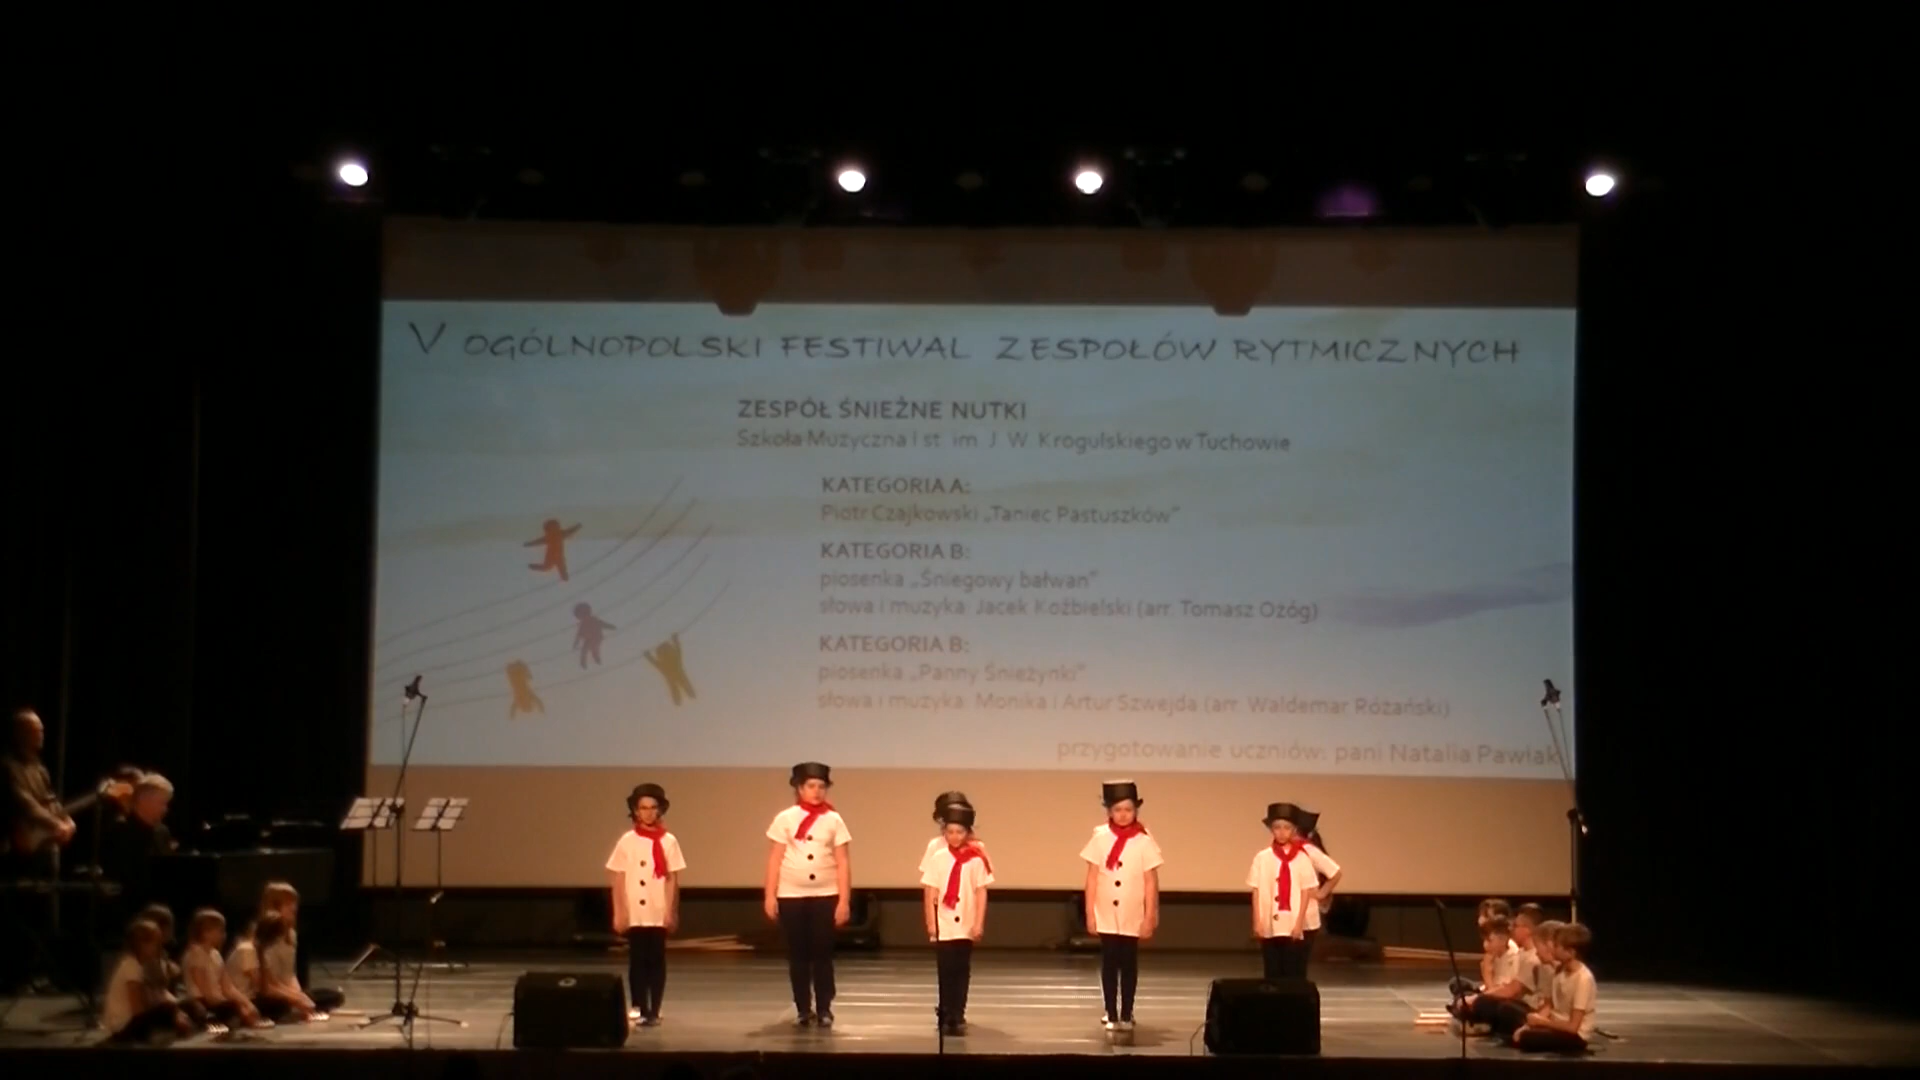 V OGÓLNOPOLSKI FESTIWAL ZESPOŁÓW RYTMICZNYCH
ZESPÓŁ ŚNIEŻNE NUTKI
Szkoła Muzyczna I st. im. J. W. Krogulskiego w Tuchowie
KATEGORIA A:
Piotr Czajkowski „Taniec Pastuszków”
KATEGORIA B:
piosenka „Śniegowy bałwan”
słowa i muzyka: Jacek Koźbielski (arr. Tomasz Ożóg)
KATEGORIA B:
piosenka „Panny Śnieżynki”
słowa i muzyka: Monika i Artur Szwejda (arr. Waldemar Różański)
przygotowanie uczniów: pani Natalia Pawlak